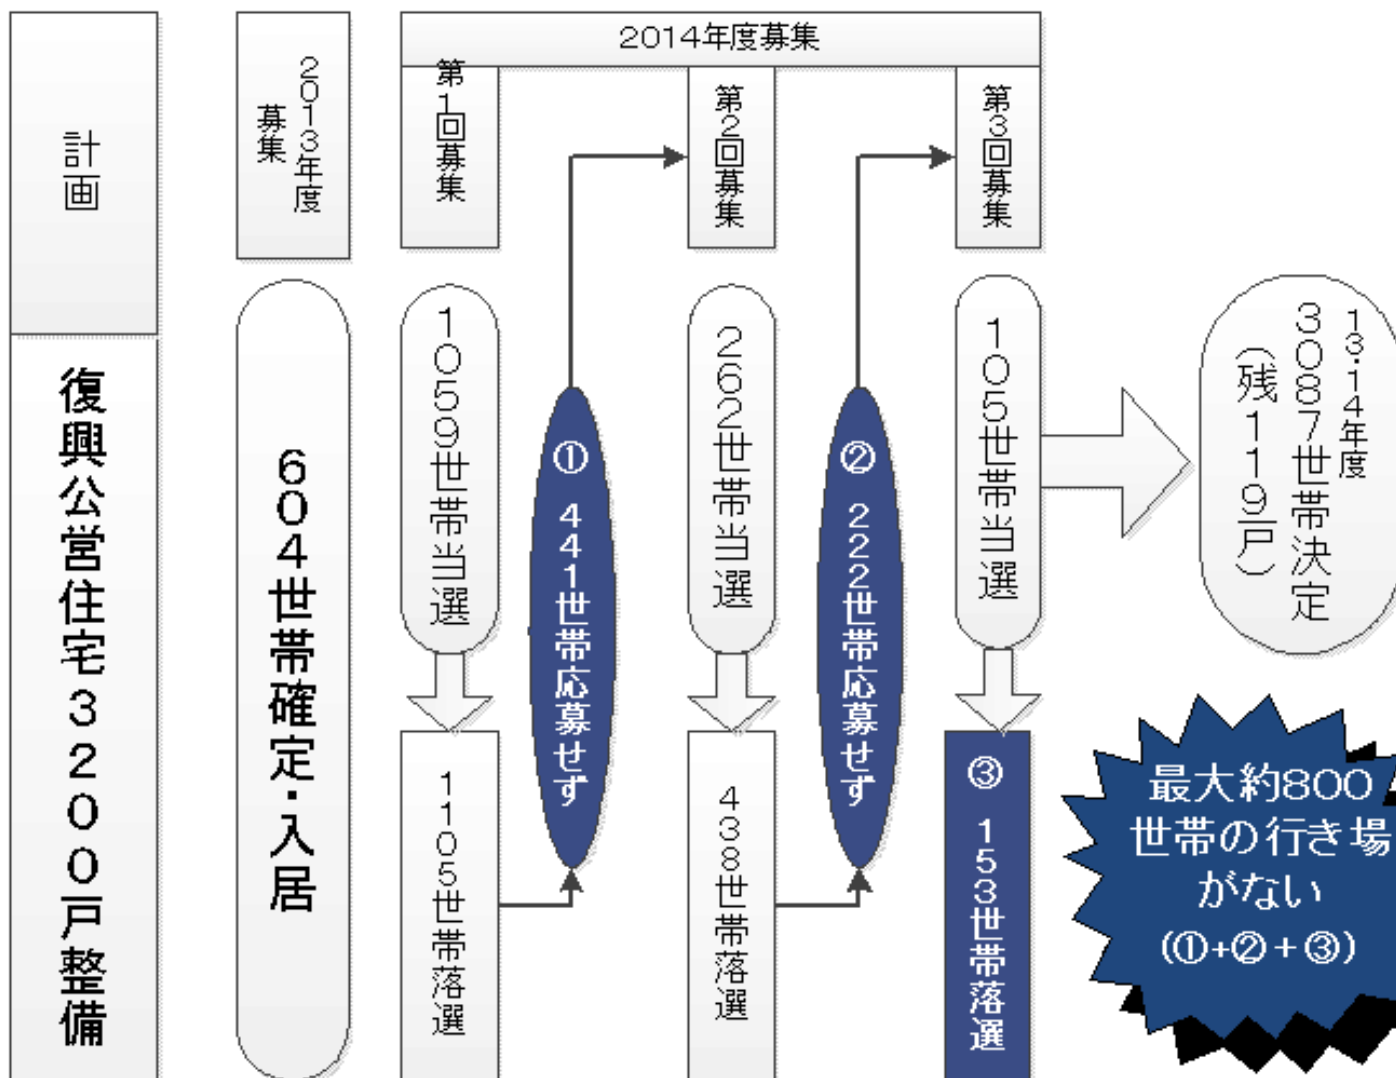 計画
復興公営住宅３２００戸整備
２０１３年度
募集
６０４世帯確定・入居
２０１４年度募集
第１回募集
１０５９世帯当選
１１０５世帯落選
① ４４１世帯応募せず
第２回募集
２６２世帯当選
４３８世帯落選
② ２２２世帯応募せず
第３回募集
１０５世帯当選
③ １５３世帯落選
１３・１４年度
３０８７世帯決定
（残１１９戸）
最大約800
世帯の行き場
がない
（①+②+③）